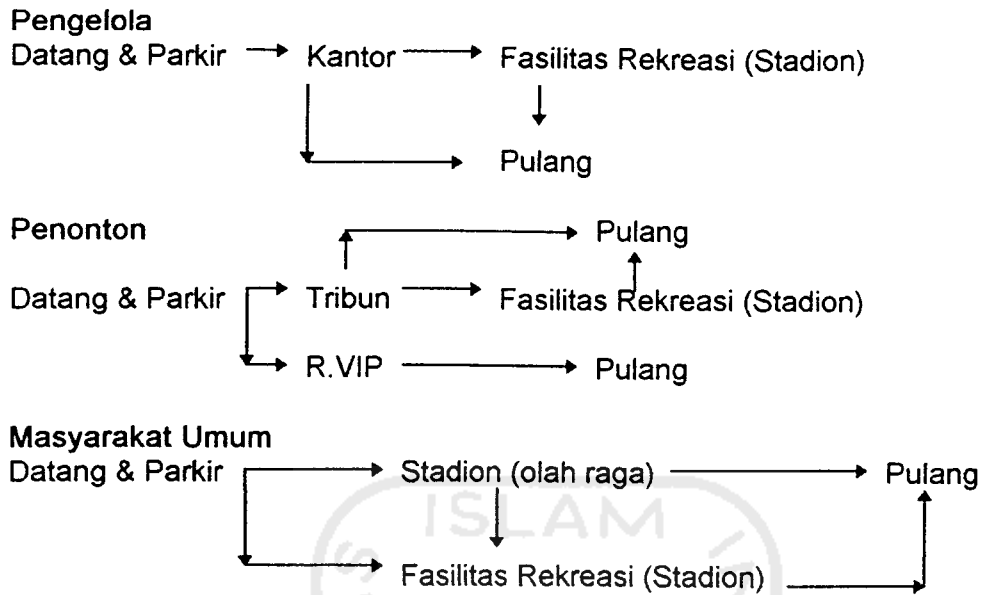 Pengelola
Datang & Parkir Kantor Fasilitas Rekreasi (Stadion)
Pulang
Penonton
Pulang
Datang & Parkir Tribun Fasilitas Rekreasi (Stadion)
R.VIP Pulang
Masyarakat Umum
Datang & Parkir Stadion (olah raga) Pulang
ISLAM
Fasilitas Rekreasi (Stadion)